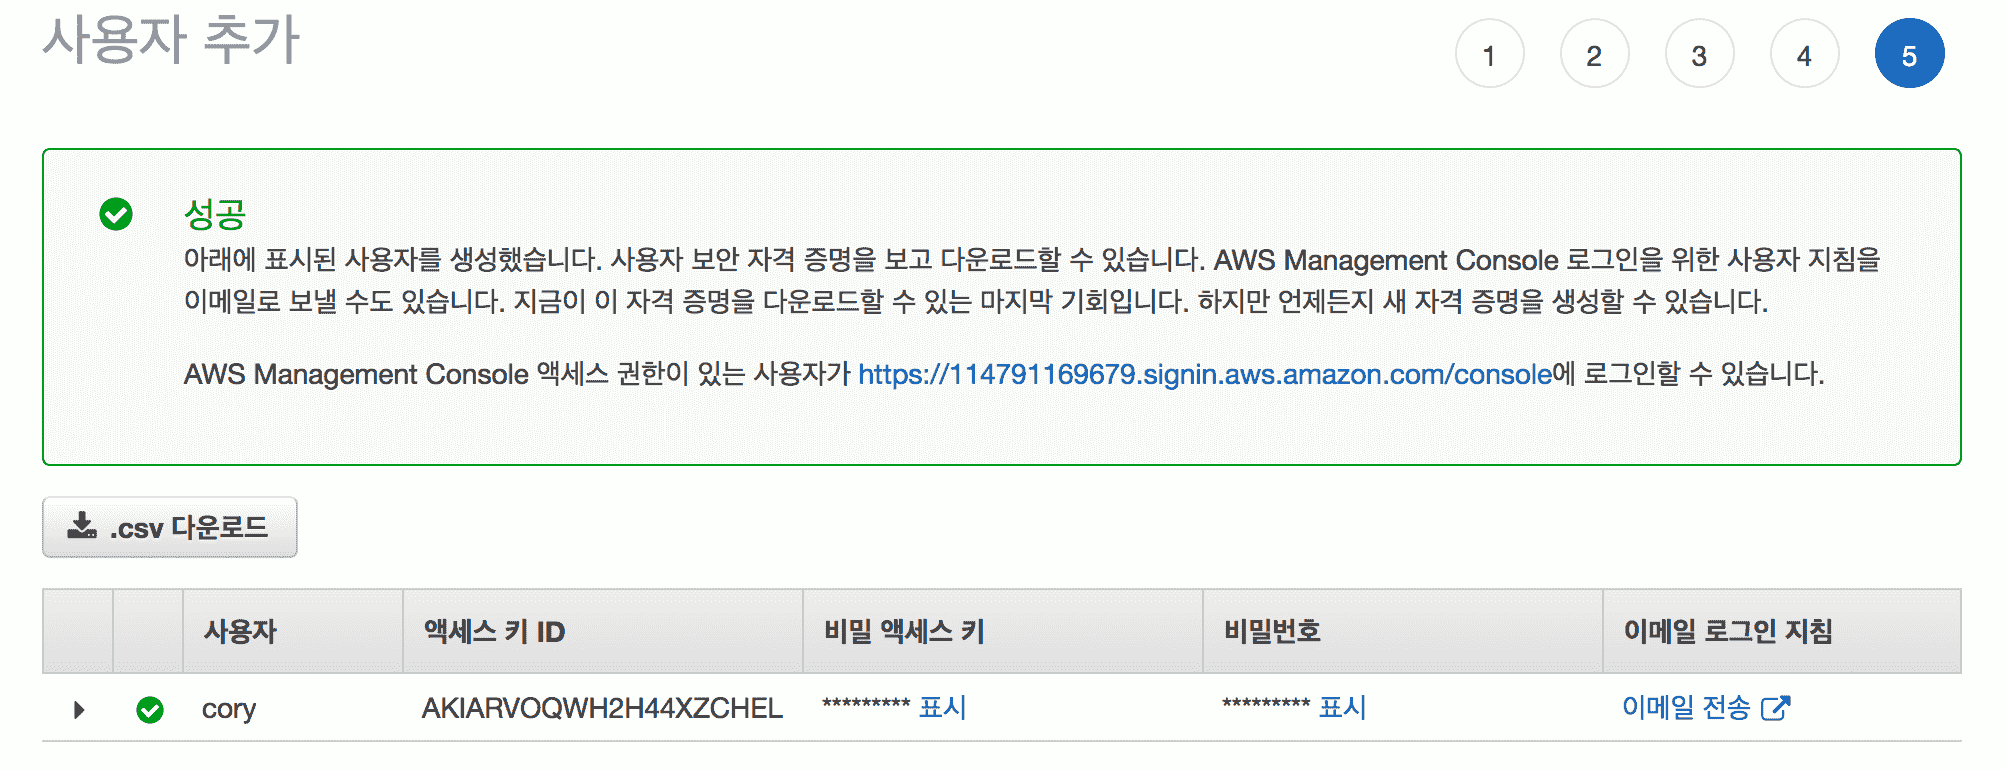 사용자 추가
1 2 3 4 5
성공
아래에 표시된 사용자를 생성했습니다. 사용자 보안 자격 증명을 보고 다운로드할 수 있습니다. AWS Management Console 로그인을 위한 사용자 지침을
이메일로 보낼 수도 있습니다. 지금이 이 자격 증명을 다운로드할 수 있는 마지막 기회입니다. 하지만 언제든지 새 자격 증명을 생성할 수 있습니다.
AWS Management Console 액세스 권한이 있는 사용자가 https://114791169679.signin.aws.amazon.com/console에 로그인할 수 있습니다.
.csv 다운로드
사용자 액세스 키 ID 비밀 액세스 키 비밀번호 이메일 로그인 지침
cory AKIARVOQWH2H44XZCHEL ********* 표시 ********* 표시 이메일 전송